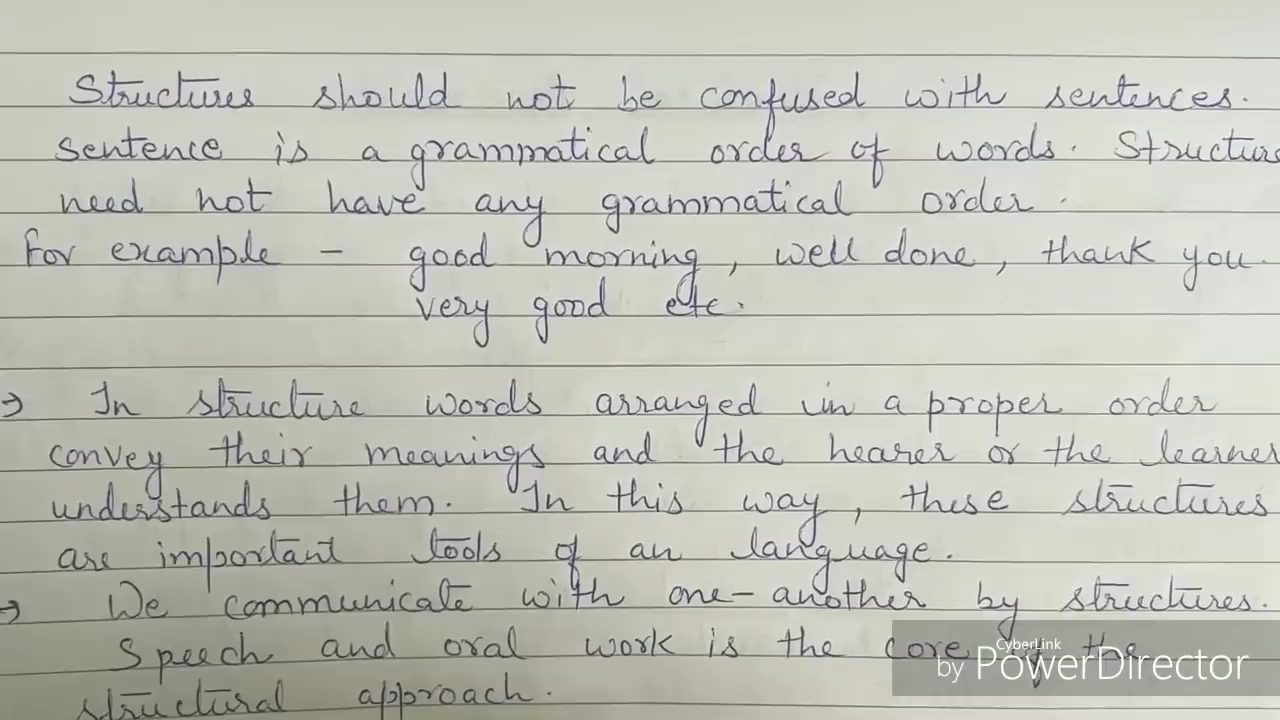 Structures should not be confused with sentences.
Sentence is a grammatical order of words. Structure
need not have any grammatical order.
For example - good morning, well done, thank you.
very good etc.
→ In structure words arranged in a proper order
convey their meanings and the hearer or the learner
understands them. In this way, these structures
are important tools of an language.
→ We communicate with one-another by structures.
Speech and oral work is the core of the
structural approach.
CyberLink
by PowerDirector